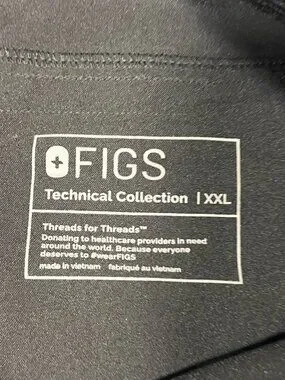 FIGS
Technical Collection | XXL
Threads for Threads™
Donating to healthcare providers in need
around the world. Because everyone
deserves to #wearFIGS
made in vietnam fabriqué au vietnam